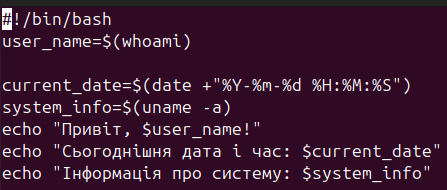 #!/bin/bash
user_name=$(whoami)

current_date=$(date +"%Y-%m-%d %H:%M:%S")
system_info=$(uname -a)
echo "Привіт, $user_name!"
echo "Сьогоднішня дата і час: $current_date"
echo "Інформація про систему: $system_info"